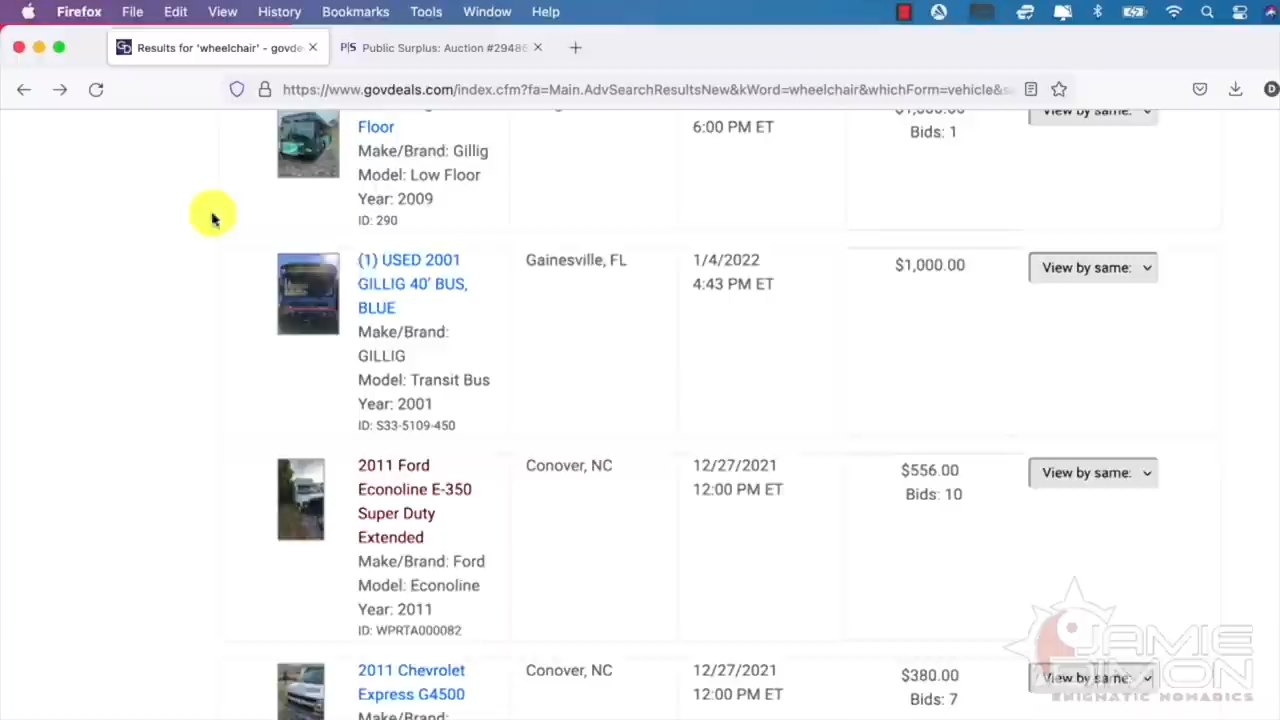 Firefox File Edit View History Bookmarks Tools Window Help
Results for 'wheelchair' - govde
Public Surplus: Auction #29486
https://www.govdeals.com/index.cfm?fa=Main.AdvSearchResultsNew&kWord=wheelchair&whichForm=vehicle&s
Floor
Make/Brand: Gillig
Model: Low Floor
Year: 2009
ID: 290
6:00 PM ET
Bids: 1
View by same:
(1) USED 2001
GILLIG 40' BUS,
BLUE
Make/Brand:
GILLIG
Model: Transit Bus
Year: 2001
ID: S33-5109-450
Gainesville, FL
1/4/2022
4:43 PM ET
$1,000.00
View by same:
2011 Ford
Econoline E-350
Super Duty
Extended
Make/Brand: Ford
Model: Econoline
Year: 2011
ID: WPRTA000082
Conover, NC
12/27/2021
12:00 PM ET
$556.00
Bids: 10
View by same:
2011 Chevrolet
Express G4500
Make/Brand:
Conover, NC
12/27/2021
12:00 PM ET
$380.00
Bids: 7
View by same:
JAMIE
DIMON
ENIGMATIC NOMADICS